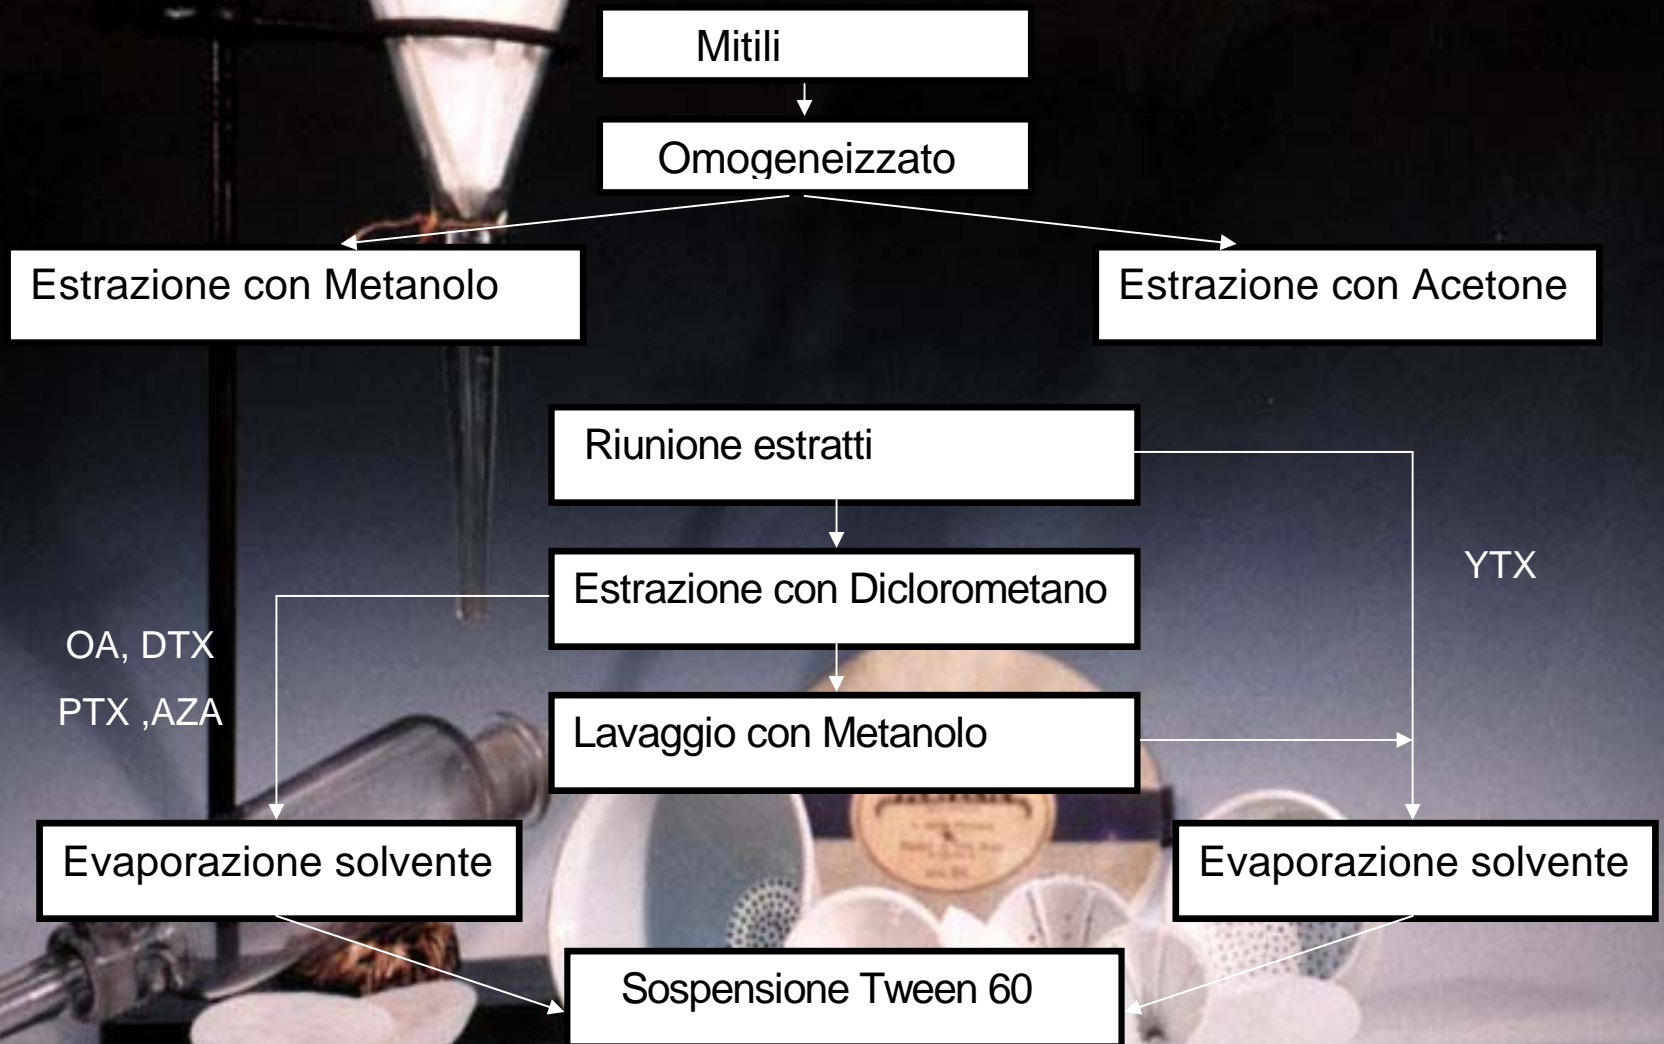 Mitili
Omogeneizzato
Estrazione con Metanolo
Estrazione con Acetone
Riunione estratti
Estrazione con Diclorometano
YTX
OA, DTX
PTX ,AZA
Lavaggio con Metanolo
Evaporazione solvente
Evaporazione solvente
Sospensione Tween 60